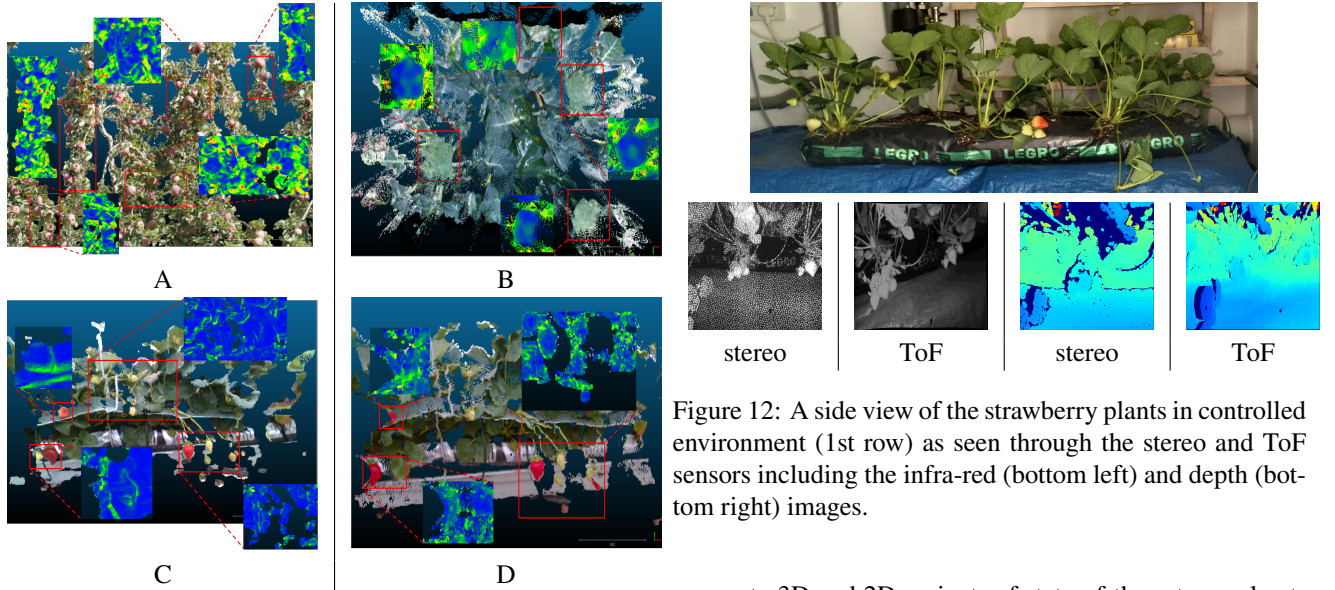 A
B
C
D
LEGRO
LEGRO
GRO
stereo
ToF
stereo
ToF
Figure 12: A side view of the strawberry plants in controlled
environment (1st row) as seen through the stereo and ToF
sensors including the infra-red (bottom left) and depth (bot-
tom right) images.